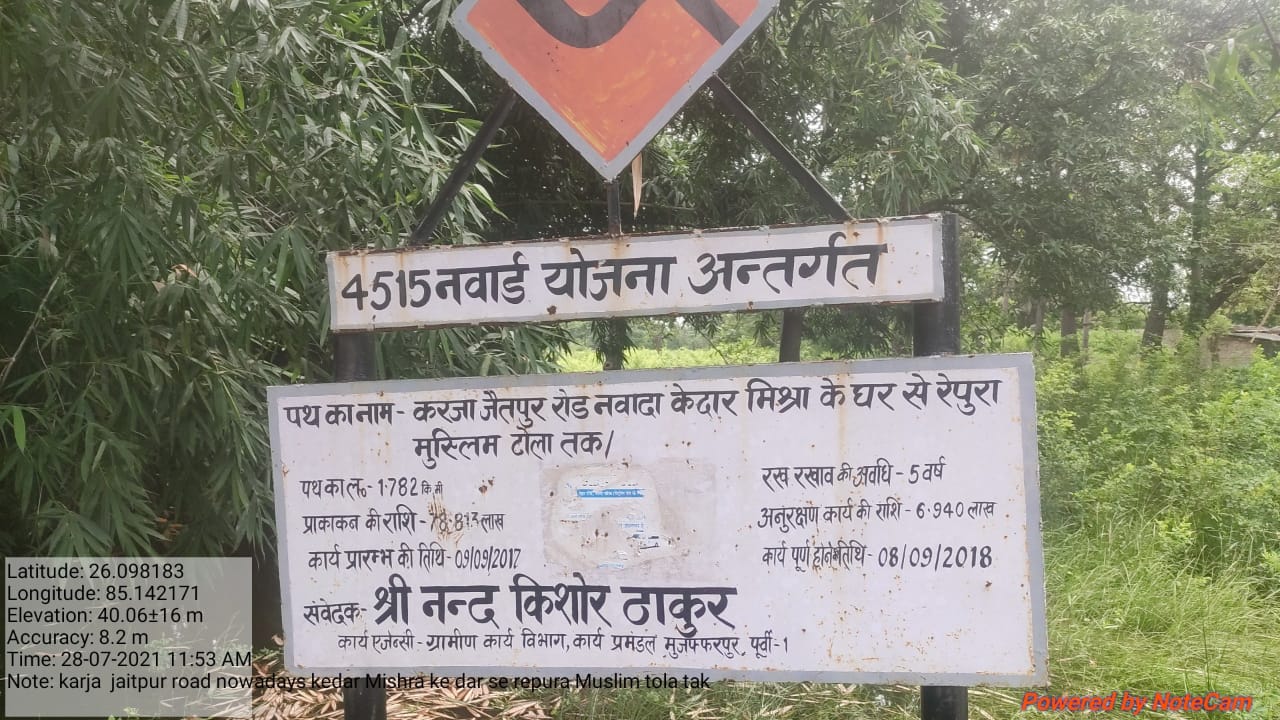 4515 नवार्ड योजना अन्तर्गत
पथ का नाम - करजा जैतपुर रोड नवादा केदार मिश्रा के घर से रेपुरा
मुस्लिम टोला तक/
पथ का ल॰ - 1.782 कि.मी
रख रखाव की अवधि - 5 वर्ष
प्राकाकन की राशि - 78.813 लाख
अनुरक्षण कार्य की राशि - 6.940 लाख
कार्य प्रारम्भ की तिथि - 09/09/2017
कार्य पूर्ण होने की तिथि - 08/09/2018
संवेदक - श्री नन्द किशोर ठाकुर
कार्य एजेन्सी - ग्रामीण कार्य विभाग, कार्य प्रमंडल मुजफ्फरपुर, पूर्वी-1
Latitude: 26.098183
Longitude: 85.142171
Elevation: 40.06±16 m
Accuracy: 8.2 m
Time: 28-07-2021 11:53 AM
Note: karja jaitpur road nowadays kedar Mishra ke dar se repura Muslim tola tak
Powered by NoteCam